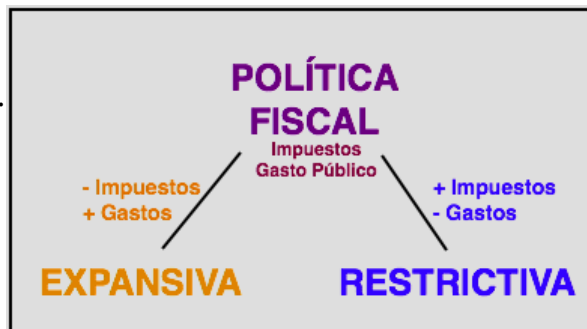 POLÍTICA
FISCAL
Impuestos
Gasto Público
- Impuestos
+ Gastos
+ Impuestos
- Gastos
EXPANSIVA
RESTRICTIVA